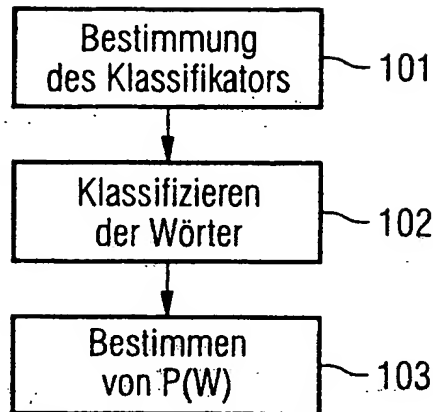 Bestimmung
des Klassifikators
101
Klassifizieren
der Wörter
102
Bestimmen
von P(W)
103